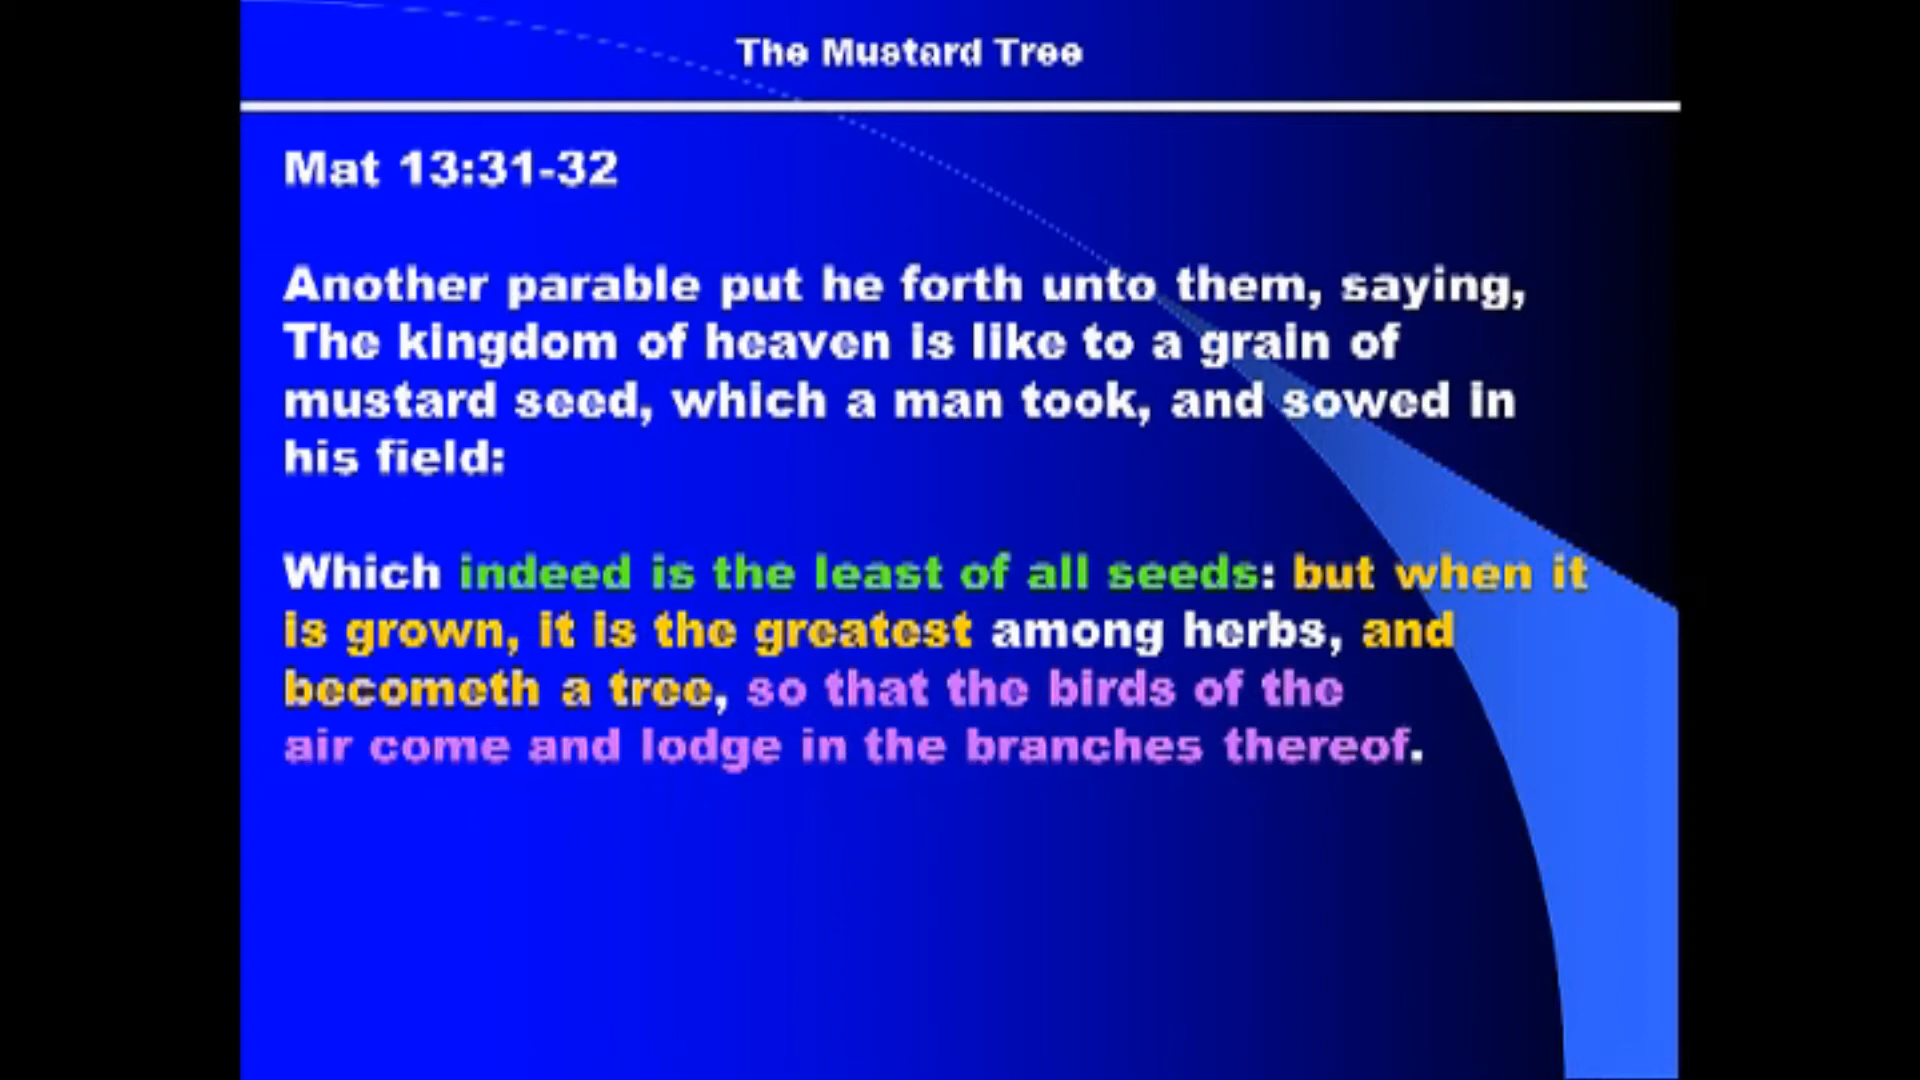 The Mustard Tree
Mat 13:31-32
Another parable put he forth unto them, saying,
The kingdom of heaven is like to a grain of
mustard seed, which a man took, and sowed in
his field:
Which indeed is the least of all seeds: but when it
is grown, it is the greatest among herbs, and
becometh a tree, so that the birds of the
air come and lodge in the branches thereof.